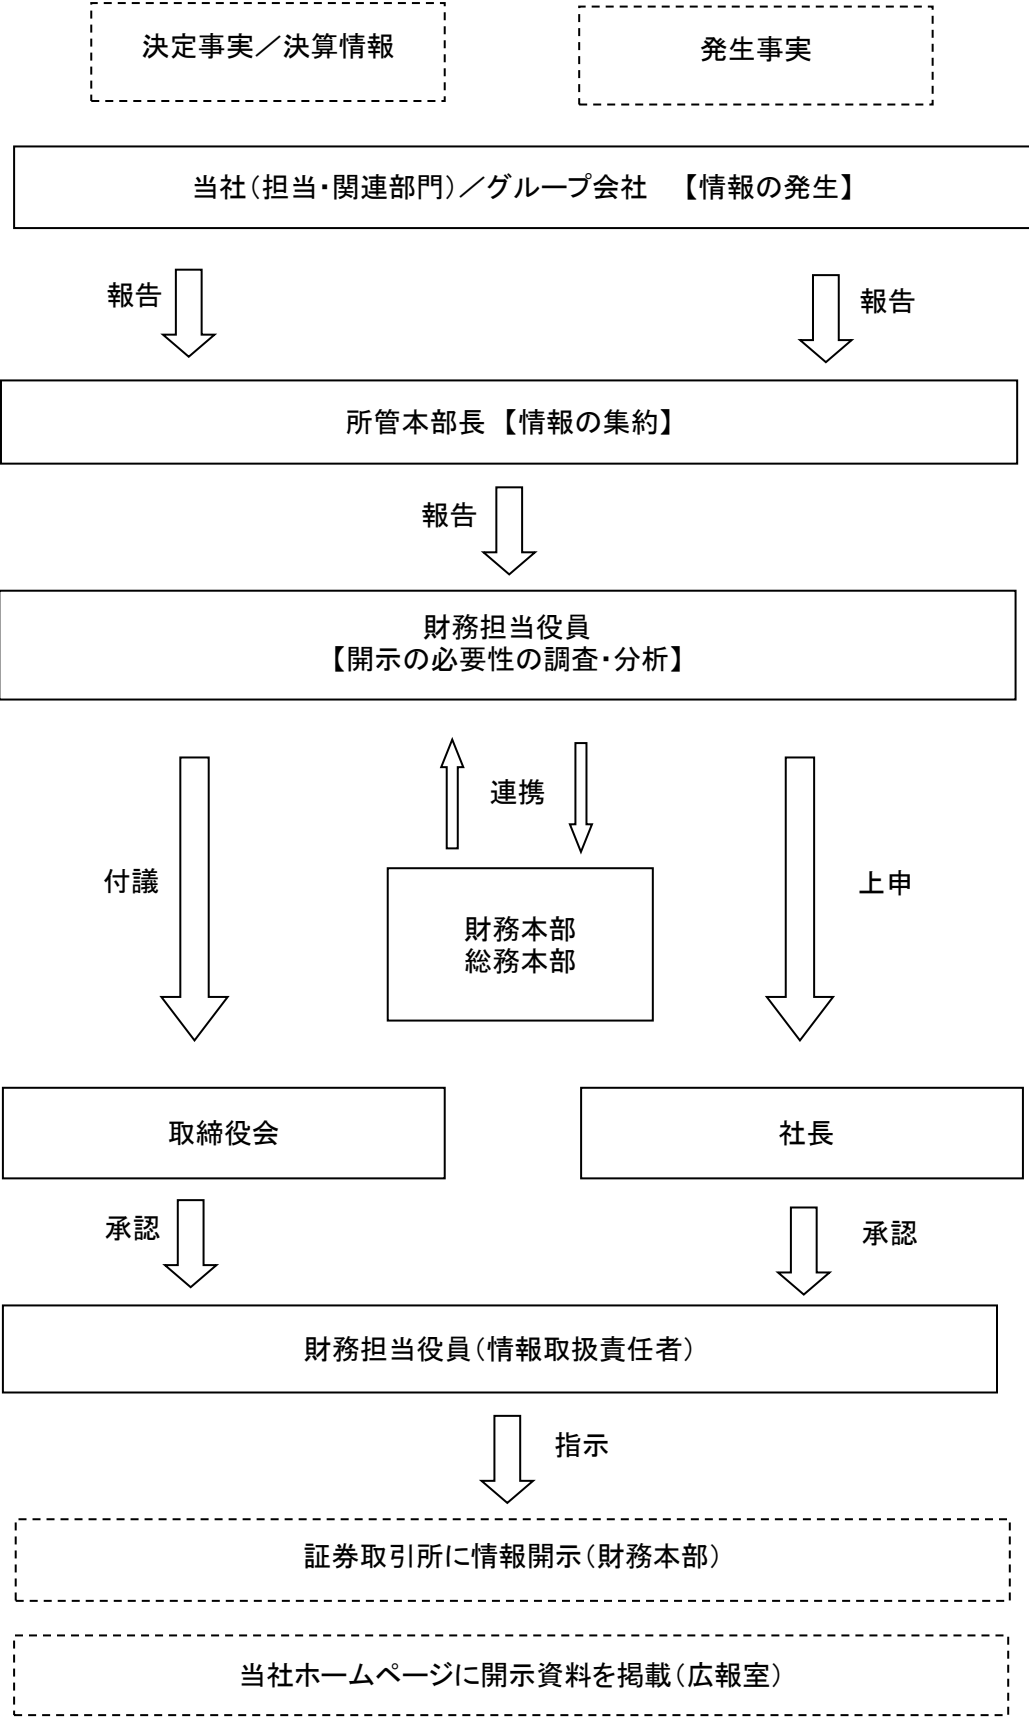 決定事実／決算情報
発生事実
当社（担当・関連部門）／グループ会社　【情報の発生】
報告
報告
所管本部長　【情報の集約】
報告
財務担当役員
【開示の必要性の調査・分析】
連携
付議
上申
財務本部
総務本部
取締役会
社長
承認
承認
財務担当役員（情報取扱責任者）
指示
証券取引所に情報開示（財務本部）
当社ホームページに開示資料を掲載（広報室）